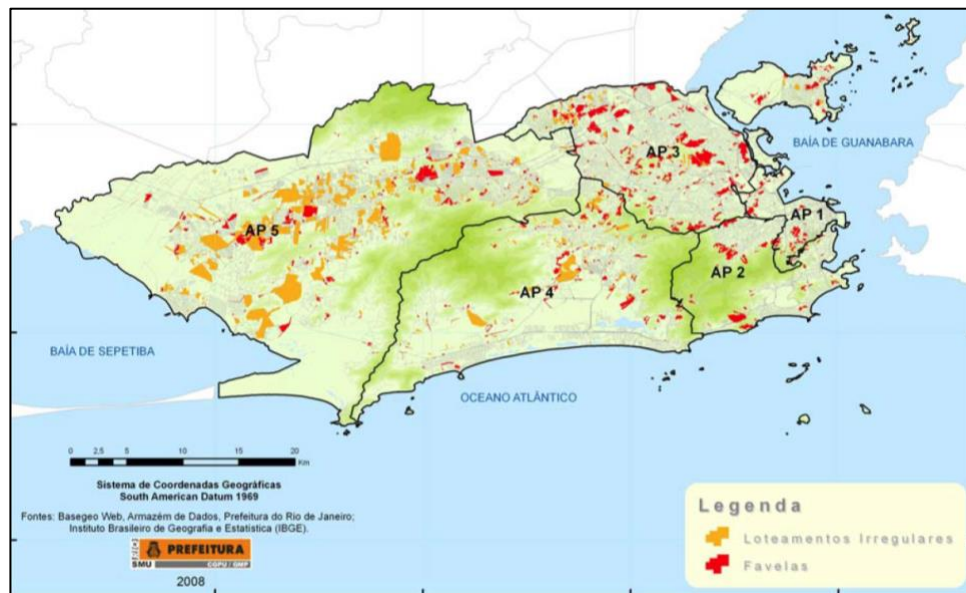 BAÍA DE GUANABARA
AP 3
AP 1
AP 5
AP 2
AP 4
BAÍA DE SEPETIBA
OCEANO ATLÂNTICO
0 2,5 5 10 15 20
Km
Sistema de Coordenadas Geográficas
South American Datum 1969
Fontes: Basegeo Web, Armazém de Dados, Prefeitura do Rio de Janeiro;
Instituto Brasileiro de Geografia e Estatística (IBGE).
RIO
PREFEITURA
SMU CGPU / GNP
2008
Legenda
Loteamentos Irregulares
Favelas